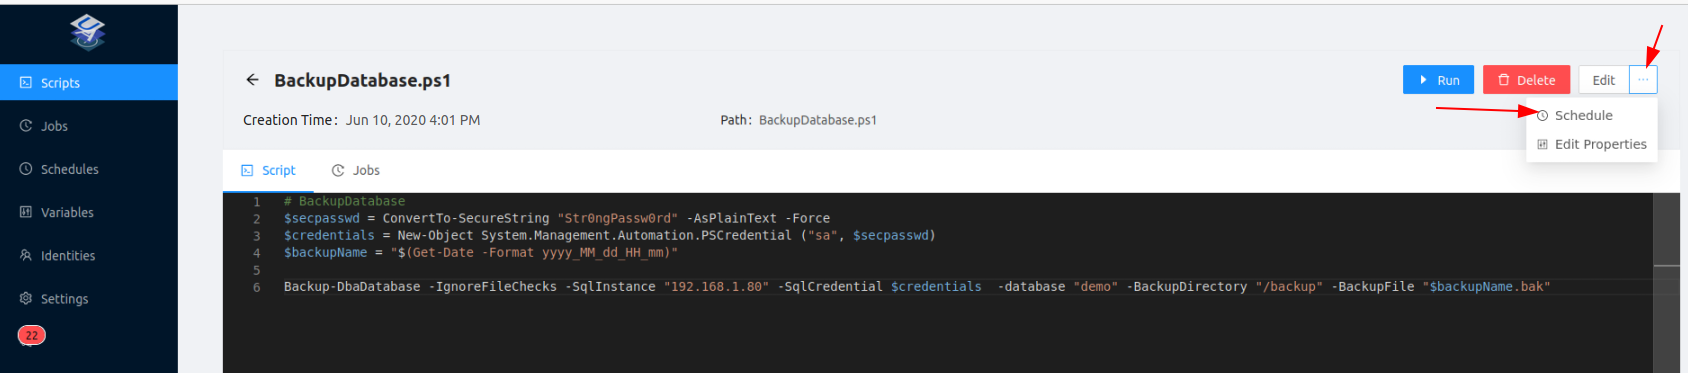 Scripts
Jobs
Schedules
Variables
Identities
Settings
22
BackupDatabase.ps1
Run
Delete
Edit
...
Creation Time: Jun 10, 2020 4:01 PM
Path: BackupDatabase.ps1
Schedule
Edit Properties
Script
Jobs
1 # BackupDatabase
2 $secpasswd = ConvertTo-SecureString "Str0ngPassw0rd" -AsPlainText -Force
3 $credentials = New-Object System.Management.Automation.PSCredential ("sa", $secpasswd)
4 $backupName = "$(Get-Date -Format yyyy_MM_dd_HH_mm)"
5
6 Backup-DbaDatabase -IgnoreFileChecks -SqlInstance "192.168.1.80" -SqlCredential $credentials  -database "demo" -BackupDirectory "/backup" -BackupFile "$backupName.bak"